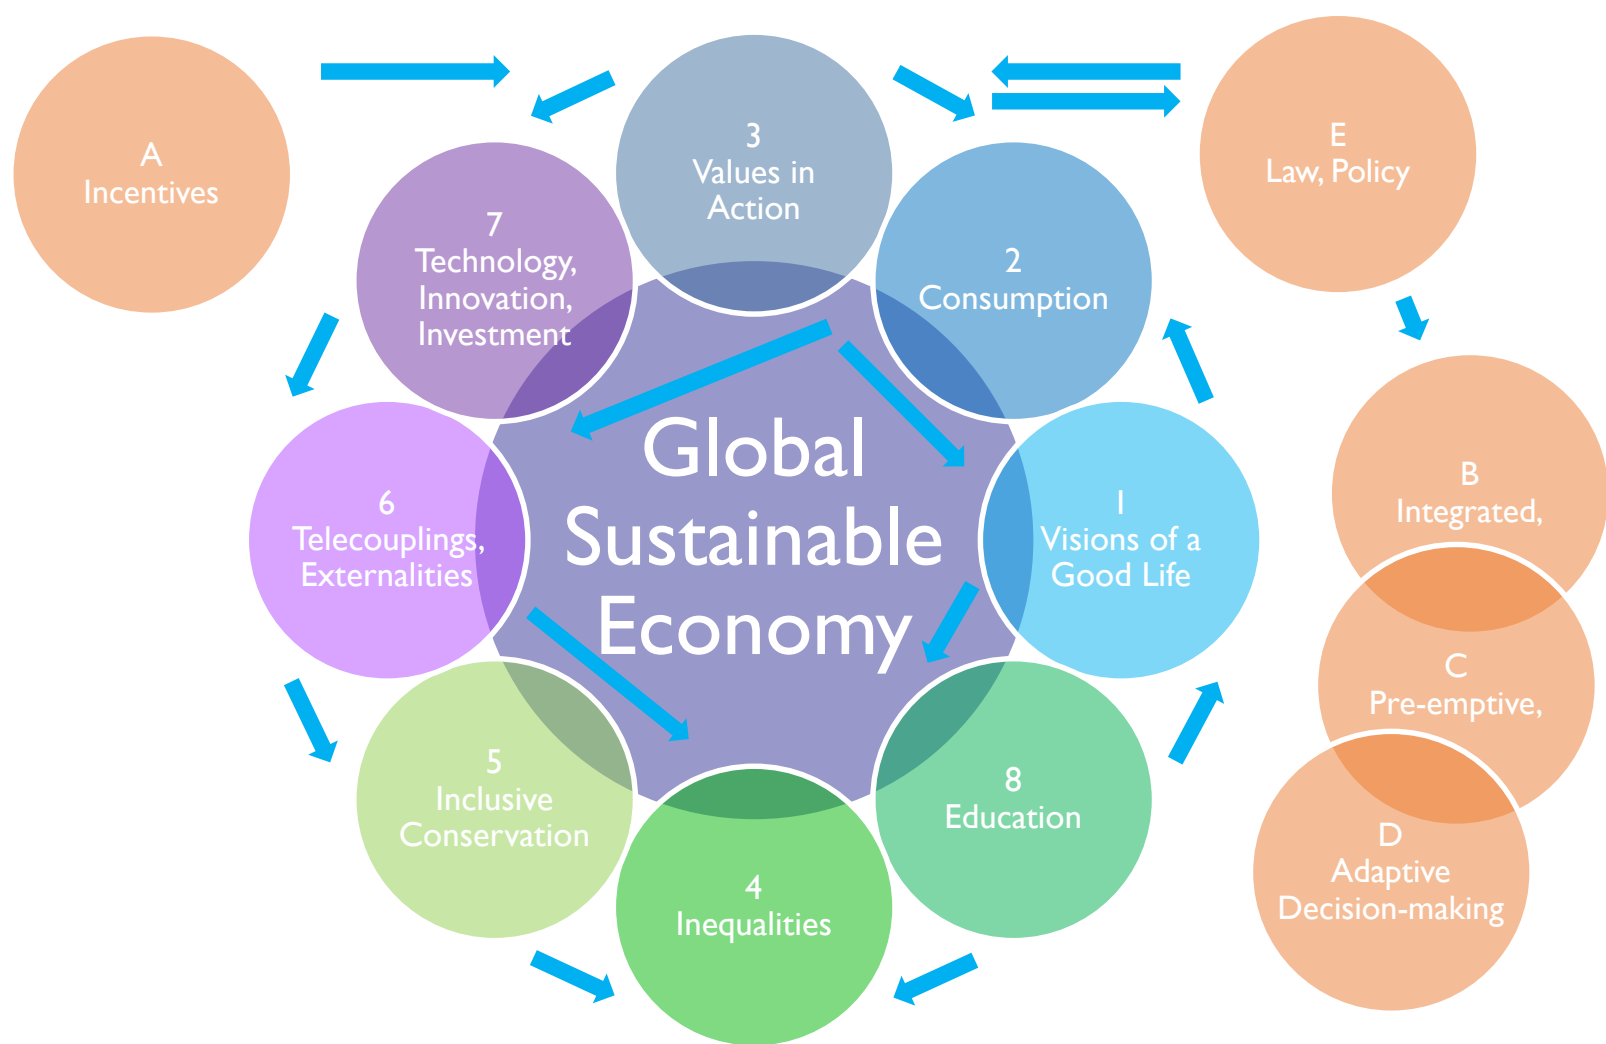 A
Incentives
3
Values in
Action
E
Law, Policy
7
Technology,
Innovation,
Investment
2
Consumption
Global
Sustainable
Economy
6
Telecouplings,
Externalities
1
Visions of a
Good Life
B
Integrated,
C
Pre-emptive,
5
Inclusive
Conservation
8
Education
4
Inequalities
D
Adaptive
Decision-making